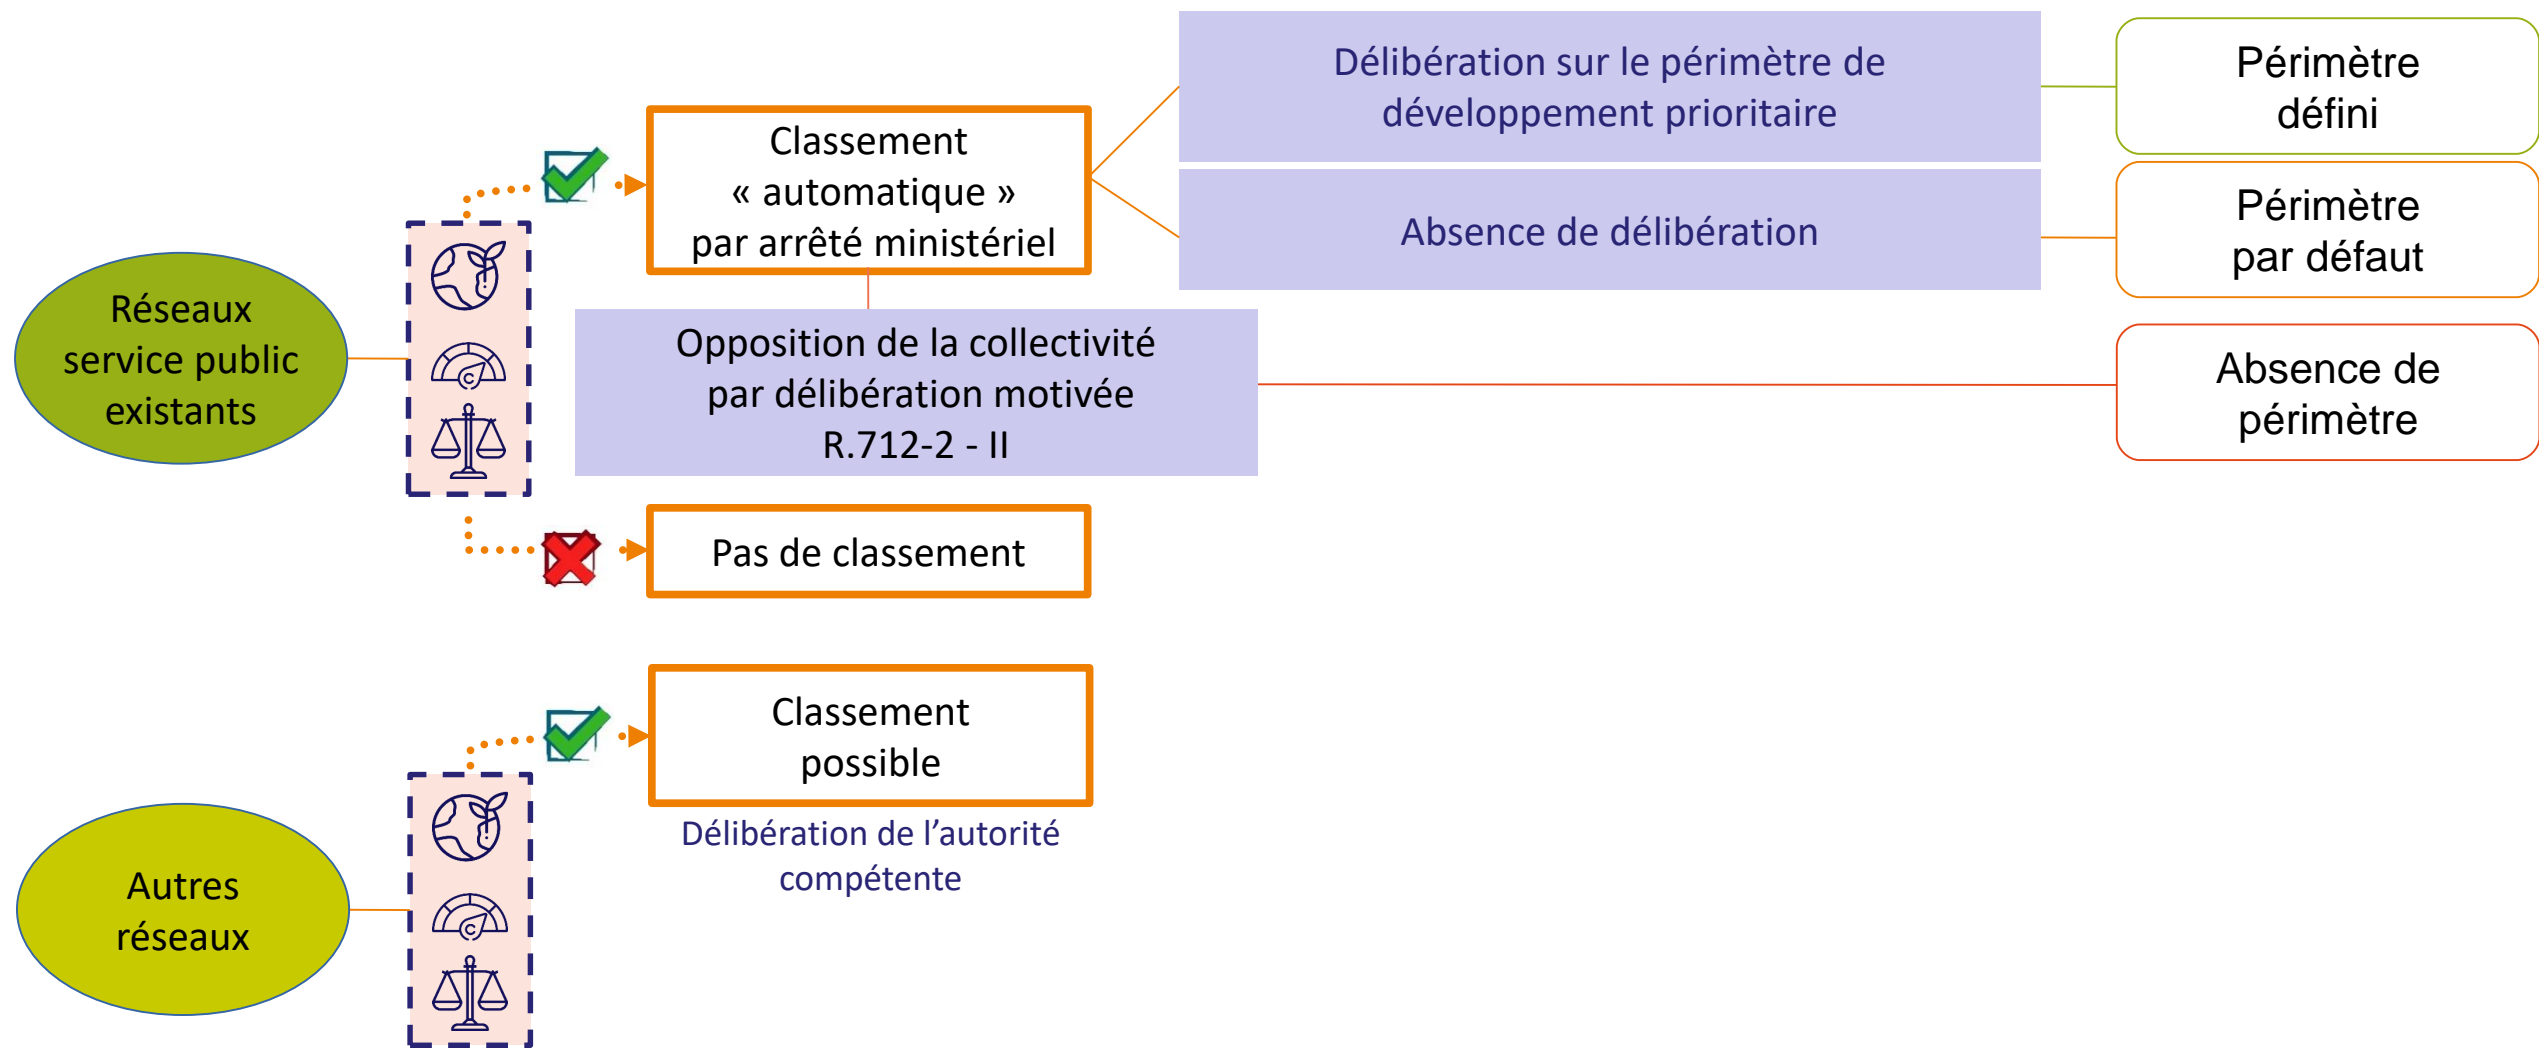 Réseaux
service public
existants
Classement
« automatique »
par arrêté ministériel
Délibération sur le périmètre de
développement prioritaire
Périmètre
défini
Absence de délibération
Périmètre
par défaut
Opposition de la collectivité
par délibération motivée
R.712-2 - II
Absence de
périmètre
Pas de classement
Autres
réseaux
Classement
possible
Délibération de l’autorité
compétente